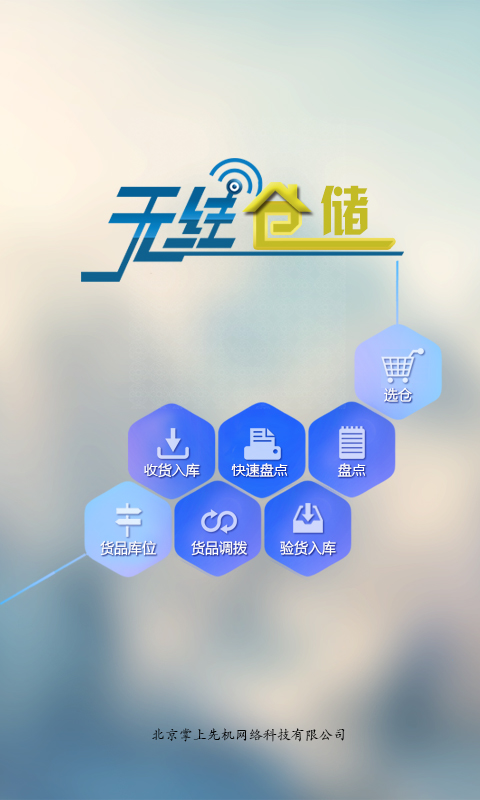 无线仓储
选仓
收货入库
快速盘点
盘点
货品库位
货品调拨
验货入库
北京掌上先机网络科技有限公司